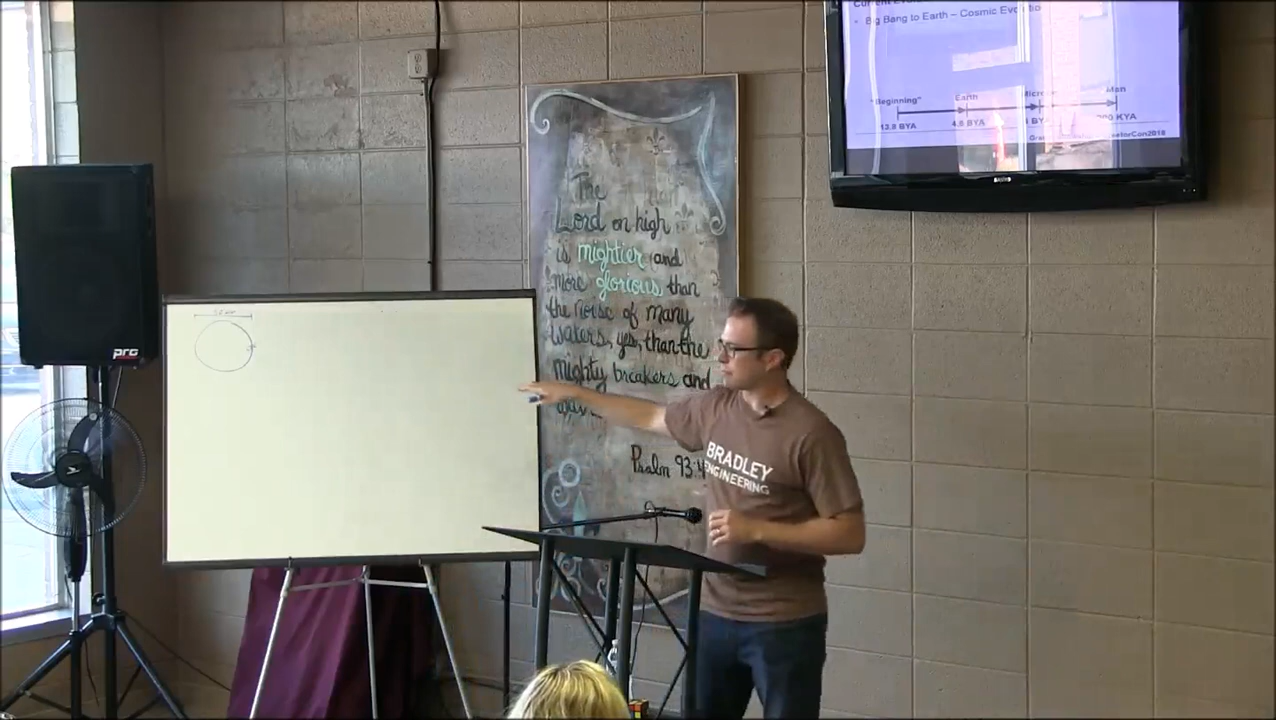 • Big Bang to Earth – Cosmic Evolution
"Beginning"
Earth
Man
13.8 BYA
4.6 BYA
SANYO
The
Lord on high
is mightier and
more glorious than
the noise of many
waters, yes, than the
mighty breakers and
Psalm 93:4
BRADLEY
ENGINEERING
pro